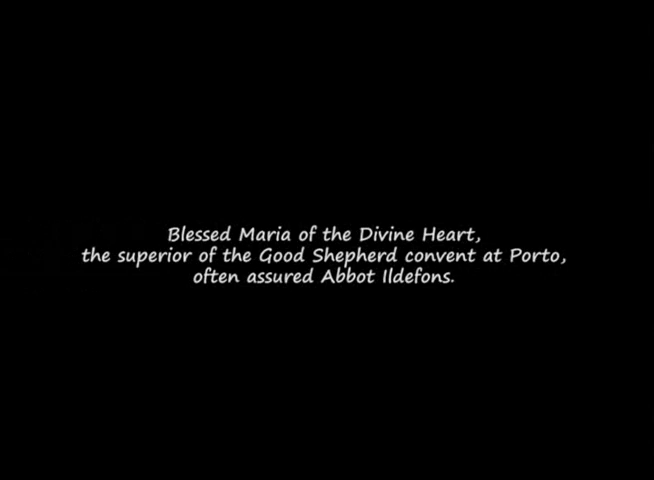 Blessed Maria of the Divine Heart,
the superior of the Good Shepherd convent at Porto,
often assured Abbot Ildefons.